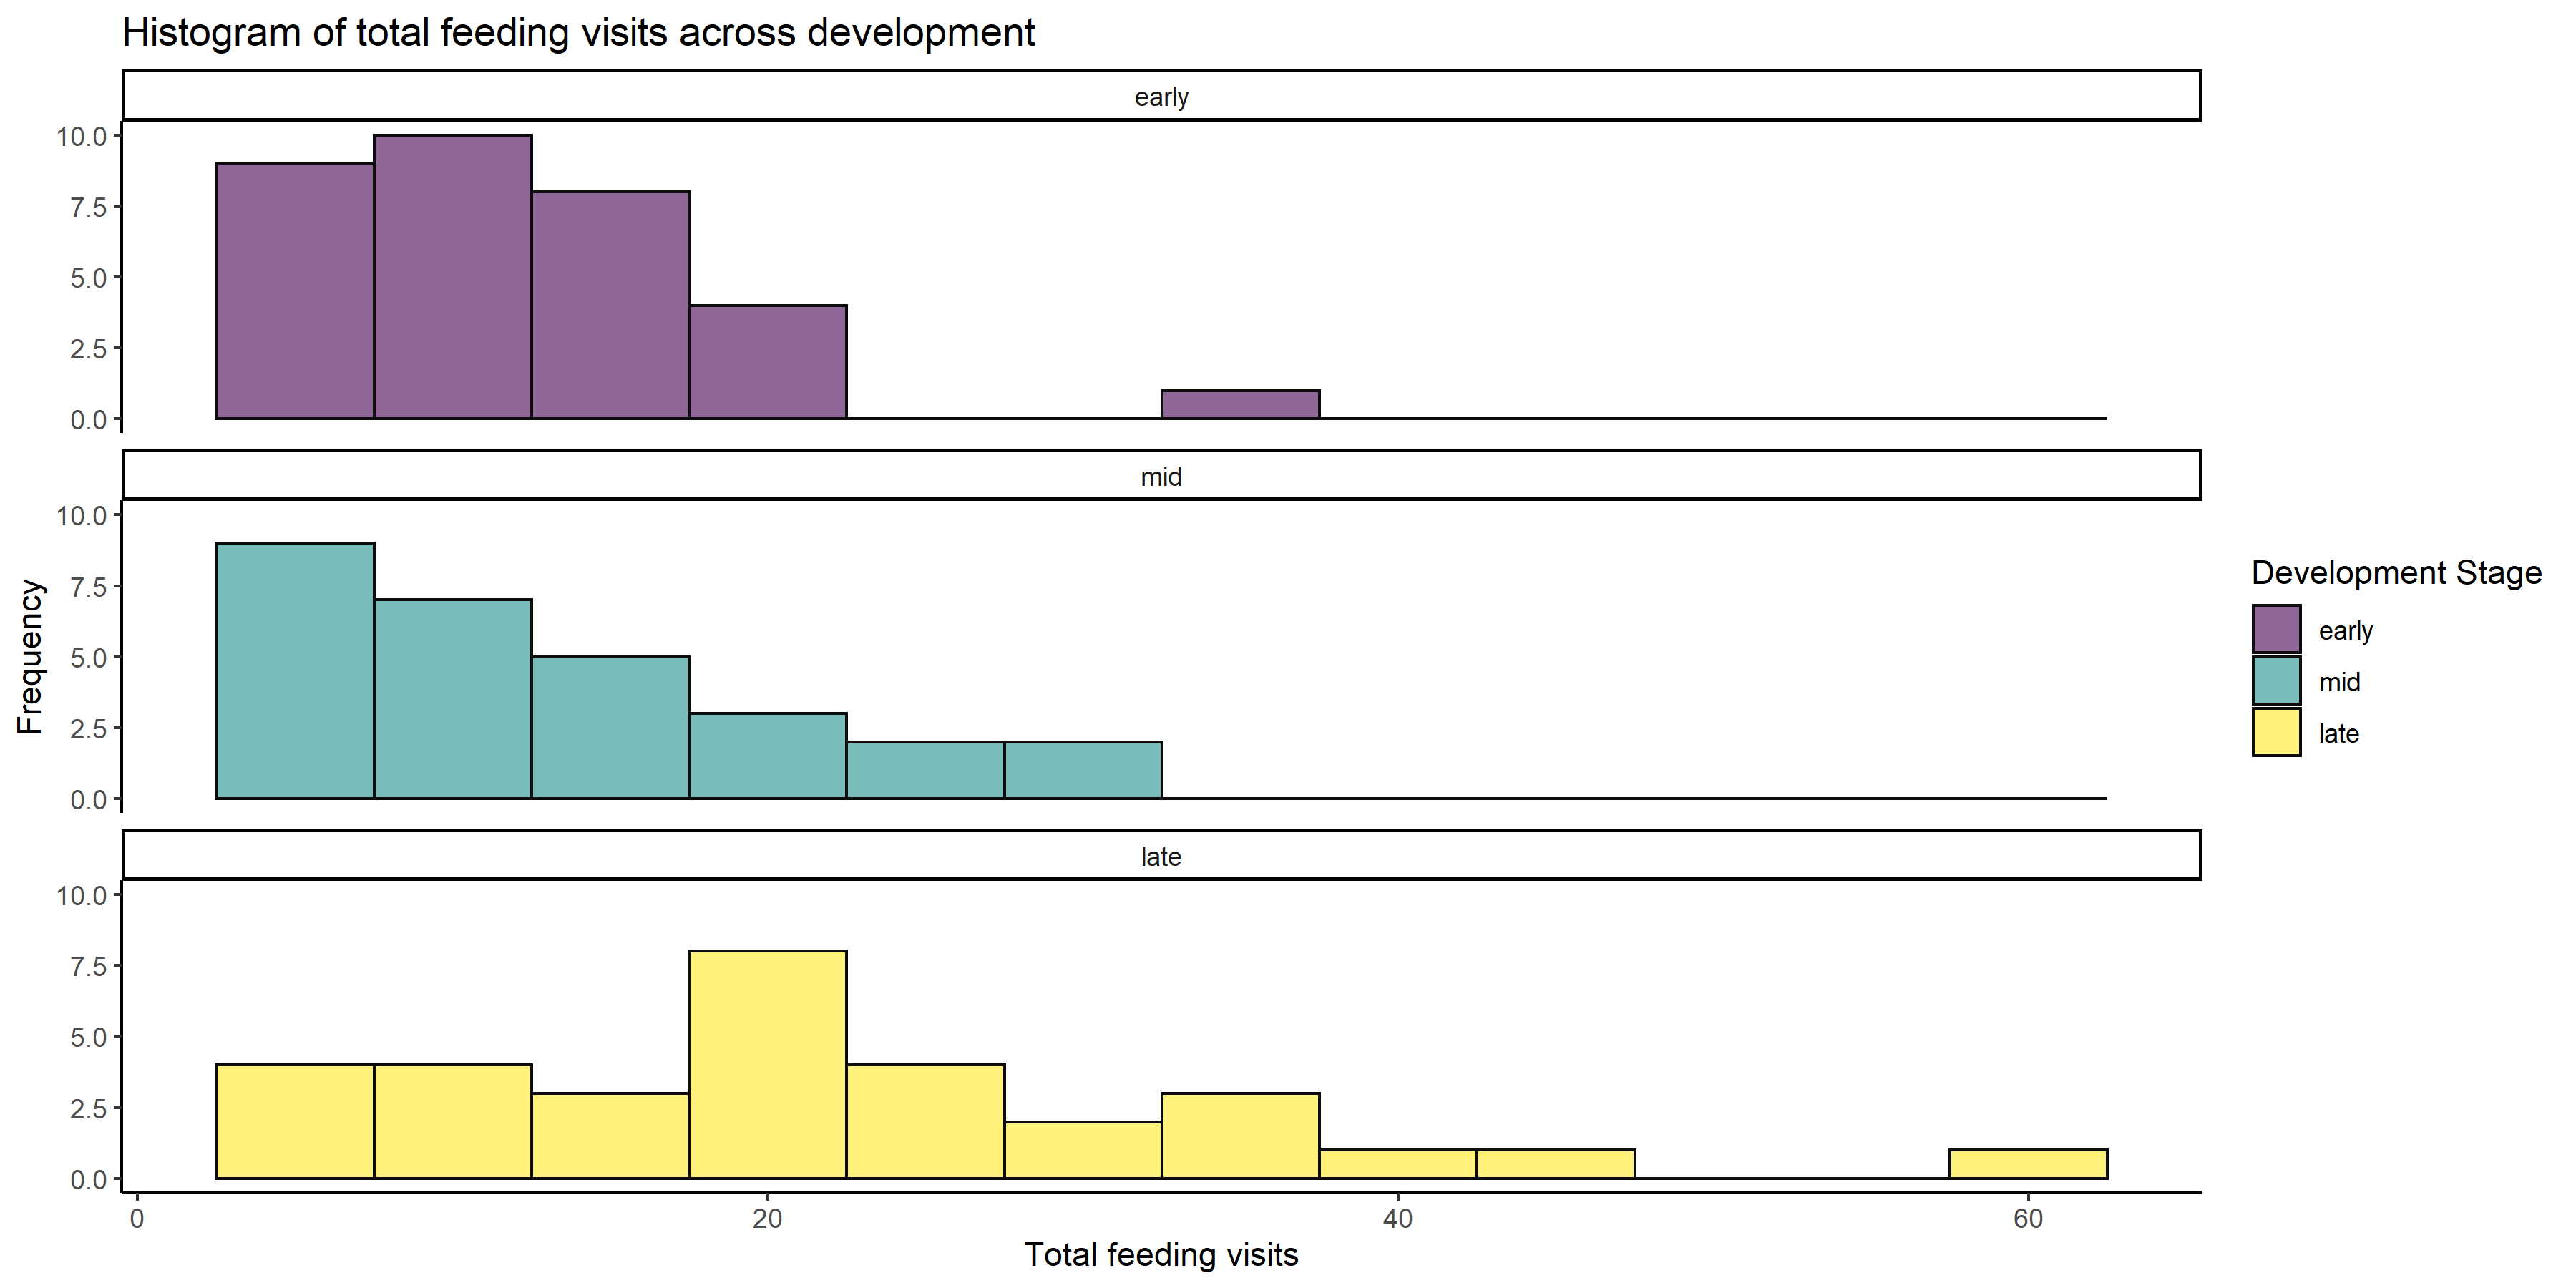 Histogram of total feeding visits across development
early
10.0
7.5
5.0
2.5
0.0
mid
10.0
7.5
5.0
2.5
0.0
late
10.0
7.5
5.0
2.5
0.0
0 20 40 60
Total feeding visits
Frequency
Development Stage
early
mid
late